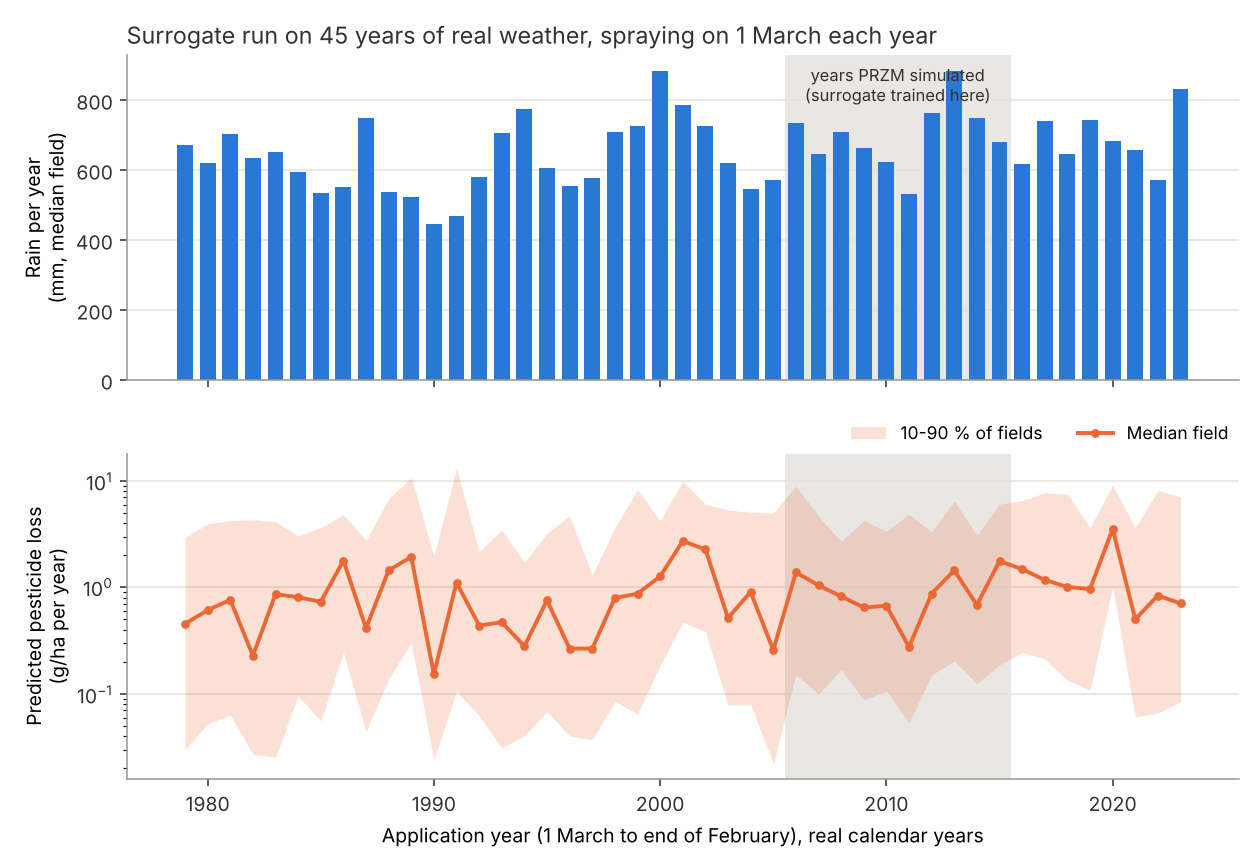 Surrogate run on 45 years of real weather, spraying on 1 March each year
years PRZM simulated
(surrogate trained here)
Rain per year
(mm, median field)
800
600
400
200
0
10-90 % of fields
Median field
Predicted pesticide loss
(g/ha per year)
10¹
10⁰
10⁻¹
1980
1990
2000
2010
2020
Application year (1 March to end of February), real calendar years